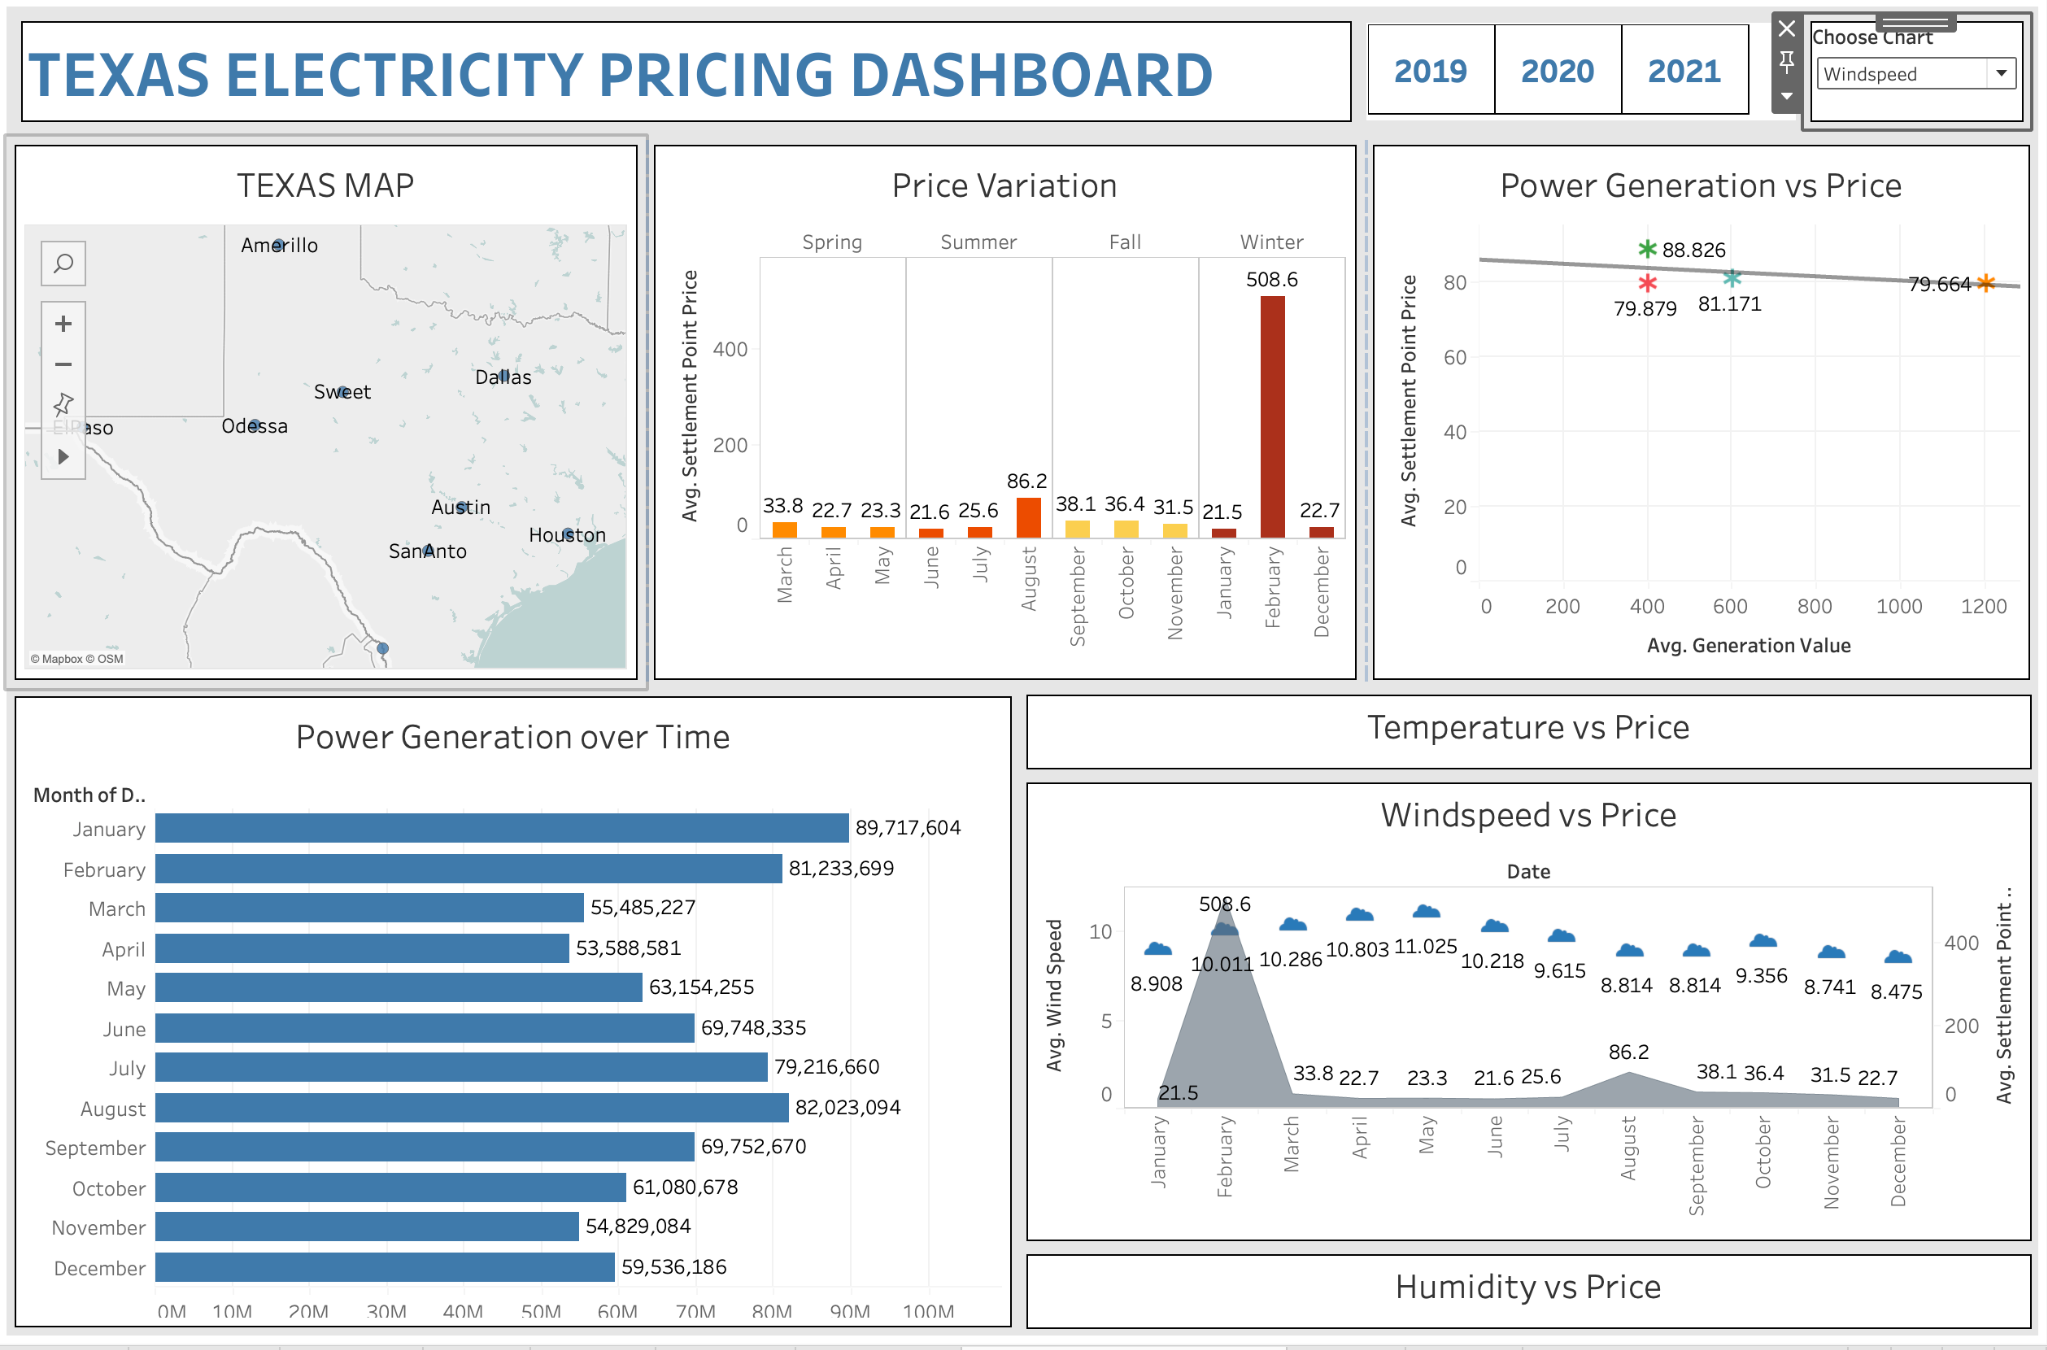 TEXAS ELECTRICITY PRICING DASHBOARD
2019
2020
2021
Choose Chart
Windspeed
TEXAS MAP
Amerillo
Dallas
Sweet
Odessa
ElPaso
Austin
Houston
SanAnto
© Mapbox © OSM
Price Variation
Spring
Summer
Fall
Winter
Avg. Settlement Point Price
400
200
0
33.8
22.7
23.3
21.6
25.6
86.2
38.1
36.4
31.5
21.5
508.6
22.7
March
April
May
June
July
August
September
October
November
January
February
December
Power Generation vs Price
Avg. Settlement Point Price
80
60
40
20
0
88.826
79.879
81.171
79.664
0
200
400
600
800
1000
1200
Avg. Generation Value
Power Generation over Time
Month of D..
January 89,717,604
February 81,233,699
March 55,485,227
April 53,588,581
May 63,154,255
June 69,748,335
July 79,216,660
August 82,023,094
September 69,752,670
October 61,080,678
November 54,829,084
December 59,536,186
0M 10M 20M 30M 40M 50M 60M 70M 80M 90M 100M
Temperature vs Price
Windspeed vs Price
Date
Avg. Wind Speed
10
5
0
508.6
8.908
10.011
10.286
10.803
11.025
10.218
9.615
8.814
8.814
9.356
8.741
8.475
21.5
33.8
22.7
23.3
21.6
25.6
86.2
38.1
36.4
31.5
22.7
400
200
0
Avg. Settlement Point ..
January
February
March
April
May
June
July
August
September
October
November
December
Humidity vs Price